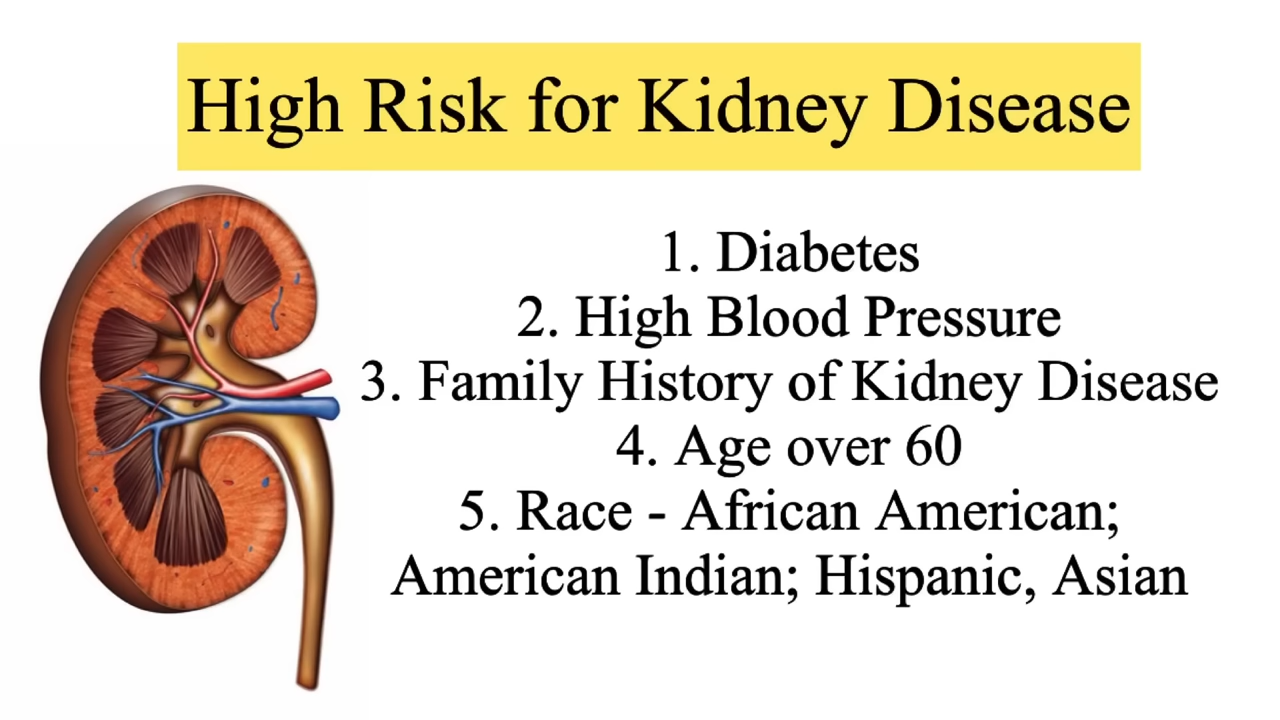 High Risk for Kidney Disease
1. Diabetes
2. High Blood Pressure
3. Family History of Kidney Disease
4. Age over 60
5. Race - African American;
American Indian; Hispanic, Asian